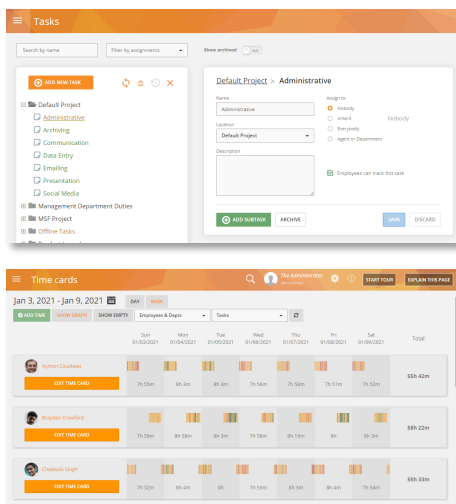 Tasks
Search by name
Filter by assignments
Show archived
NO
ADD NEW TASK
Default Project
Administrative
Archiving
Communication
Data Entry
Emailing
Presentation
Social Media
Management Department Duties
MSF Project
Offline Tasks
Default Project > Administrative
Name
Administrative
Location
Default Project
Description
Assign to
Nobody
Inherit Nobody
Everybody
Agent or Department
Employees can track this task
ADD SUBTASK ARCHIVE SAVE DISCARD
Time cards
The Administrator
START TOUR EXPLAIN THIS PAGE
Jan 3, 2021 - Jan 9, 2021 DAY WEEK
ADD TIME SHOW GRAPH SHOW EMPTY Employees & Depts Tasks
Sun Mon Tue Wed Thu Fri Sat Total
01/03/2021 01/04/2021 01/05/2021 01/06/2021 01/07/2021 01/08/2021 01/09/2021
Aymon Cousteau
EDIT TIME CARD 7h 55m 8h 3m 7h 56m 7h 58m 7h 51m 7h 52m 55h 42m
Brayden Crawford
EDIT TIME CARD 7h 58m 8h 58m 8h 3m 7h 58m 8h 19m 8h 8h 3m 58h 22m
Chadwick Singh
EDIT TIME CARD 7h 52m 8h 4m 8h 7h 53m 8h 3m 8h 4m 7h 54m 55h 33m